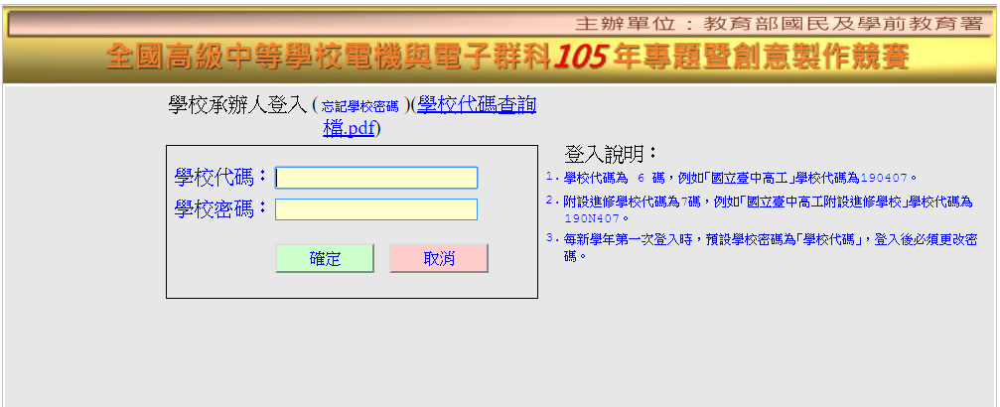 主辦單位：教育部國民及學前教育署
全國高級中等學校電機與電子群科105年專題暨創意製作競賽
學校承辦人登入 ( 忘記學校密碼 )(學校代碼查詢
檔.pdf)
學校代碼：
學校密碼：
確定 取消
登入說明：
1. 學校代碼為 6 碼，例如「國立臺中高工」學校代碼為190407。
2. 附設進修學校代碼為7碼，例如「國立臺中高工附設進修學校」學校代碼為
190N407。
3. 每新學年第一次登入時，預設學校密碼為「學校代碼」，登入後必須更改密
碼。